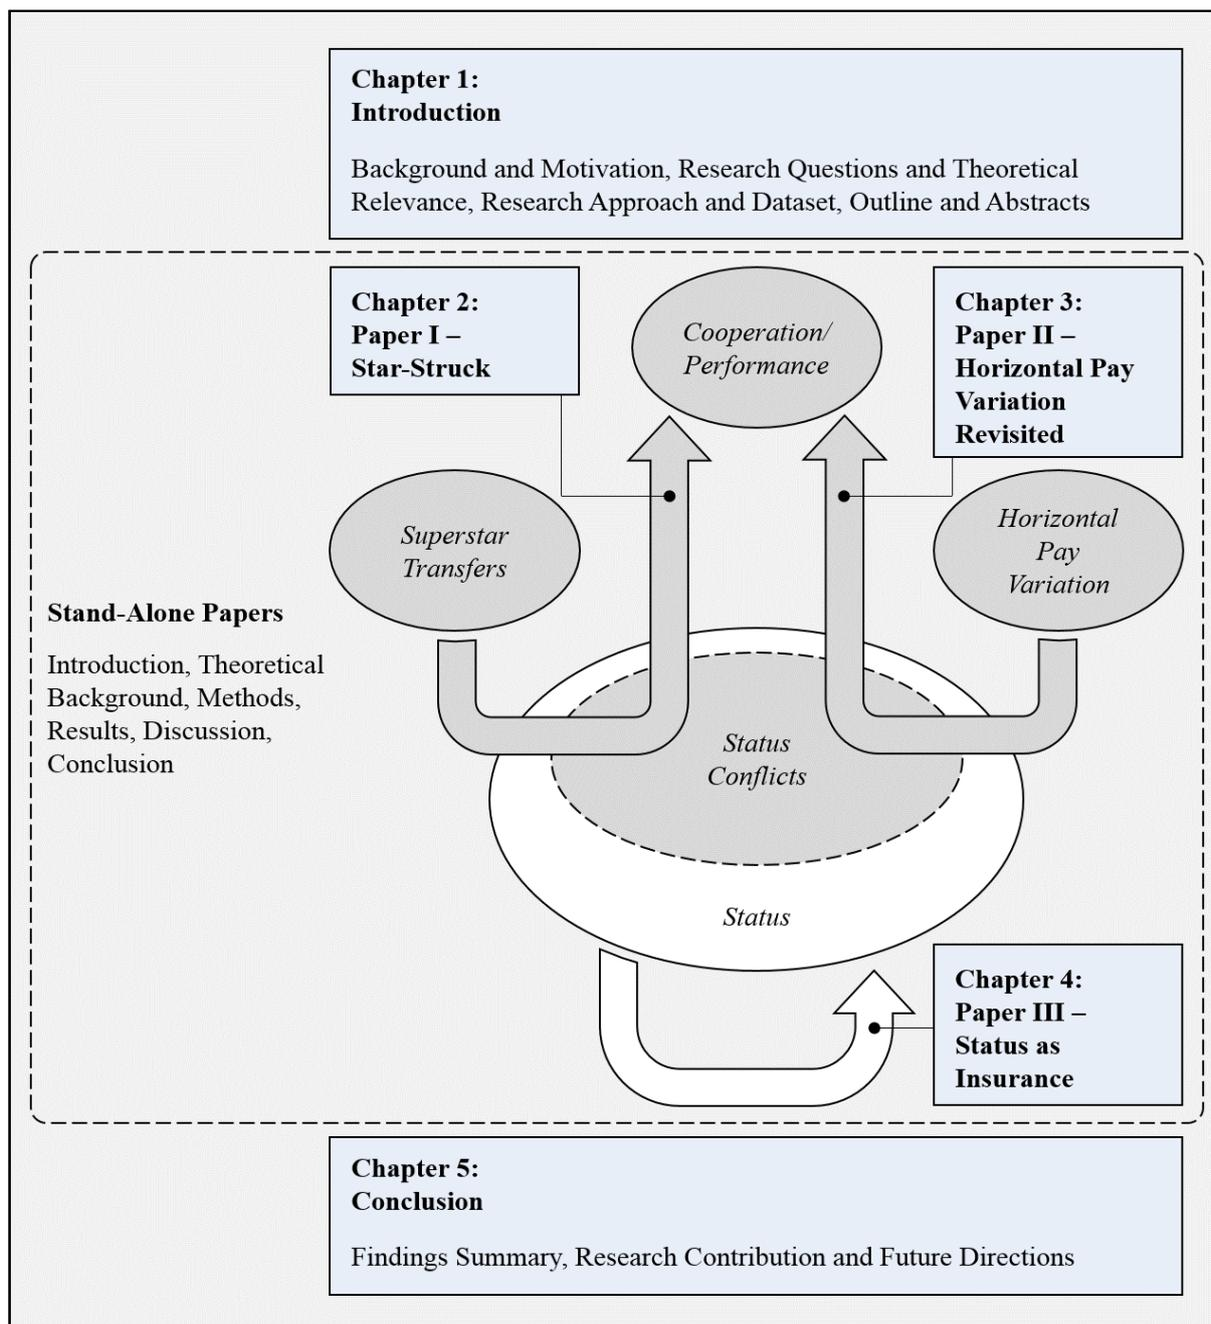 Chapter 1:
Introduction
Background and Motivation, Research Questions and Theoretical
Relevance, Research Approach and Dataset, Outline and Abstracts
Chapter 2:
Paper I –
Star-Struck
Cooperation/
Performance
Chapter 3:
Paper II –
Horizontal Pay
Variation
Revisited
Superstar
Transfers
Horizontal
Pay
Variation
Stand-Alone Papers
Introduction, Theoretical
Background, Methods,
Results, Discussion,
Conclusion
Status
Conflicts
Status
Chapter 4:
Paper III –
Status as
Insurance
Chapter 5:
Conclusion
Findings Summary, Research Contribution and Future Directions